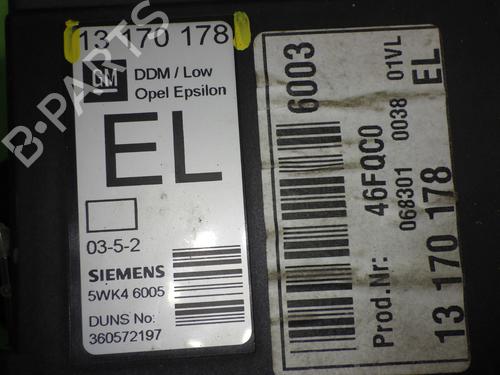 13 170 178
GM
DDM / Low
Opel Epsilon
EL
03-5-2
SIEMENS
5WK4 6005
DUNS No:
360572197
6003
46FQC0
068301 0038 01VL
Prod.Nr:
13 170 178 EL
B-PARTS